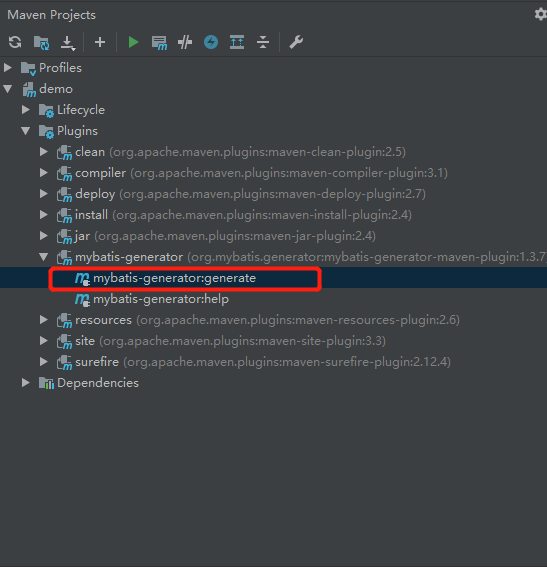 Maven Projects
Profiles
demo
Lifecycle
Plugins
clean (org.apache.maven.plugins:maven-clean-plugin:2.5)
compiler (org.apache.maven.plugins:maven-compiler-plugin:3.1)
deploy (org.apache.maven.plugins:maven-deploy-plugin:2.7)
install (org.apache.maven.plugins:maven-install-plugin:2.4)
jar (org.apache.maven.plugins:maven-jar-plugin:2.4)
mybatis-generator (org.mybatis.generator:mybatis-generator-maven-plugin:1.3.7
mybatis-generator:generate
mybatis-generator:help
resources (org.apache.maven.plugins:maven-resources-plugin:2.6)
site (org.apache.maven.plugins:maven-site-plugin:3.3)
surefire (org.apache.maven.plugins:maven-surefire-plugin:2.12.4)
Dependencies